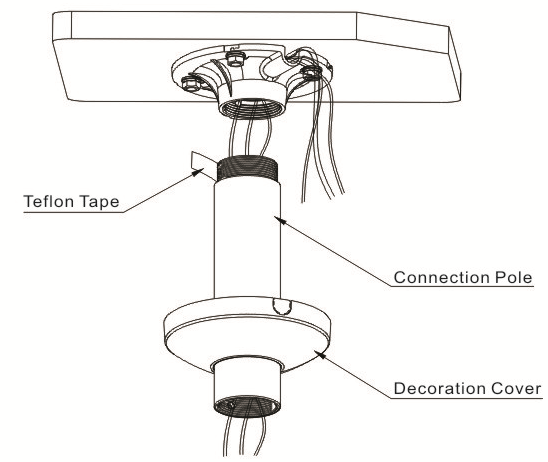 Teflon Tape
Connection Pole
Decoration Cover